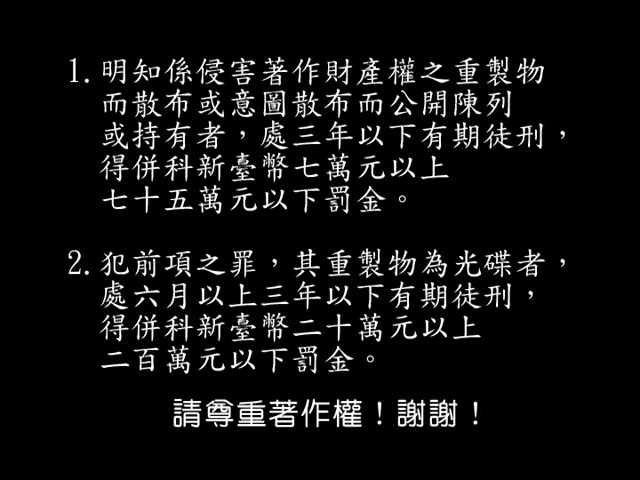 1. 明知係侵害著作財產權之重製物
而散布或意圖散布而公開陳列
或持有者，處三年以下有期徒刑，
得併科新臺幣七萬元以上
七十五萬元以下罰金。
2. 犯前項之罪，其重製物為光碟者，
處六月以上三年以下有期徒刑，
得併科新臺幣二十萬元以上
二百萬元以下罰金。
請尊重著作權！謝謝！